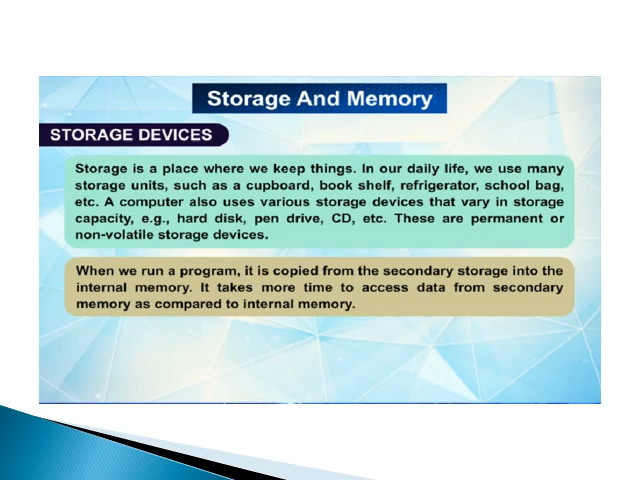 Storage And Memory
STORAGE DEVICES
Storage is a place where we keep things. In our daily life, we use many
storage units, such as a cupboard, book shelf, refrigerator, school bag,
etc. A computer also uses various storage devices that vary in storage
capacity, e.g., hard disk, pen drive, CD, etc. These are permanent or
non-volatile storage devices.
When we run a program, it is copied from the secondary storage into the
internal memory. It takes more time to access data from secondary
memory as compared to internal memory.